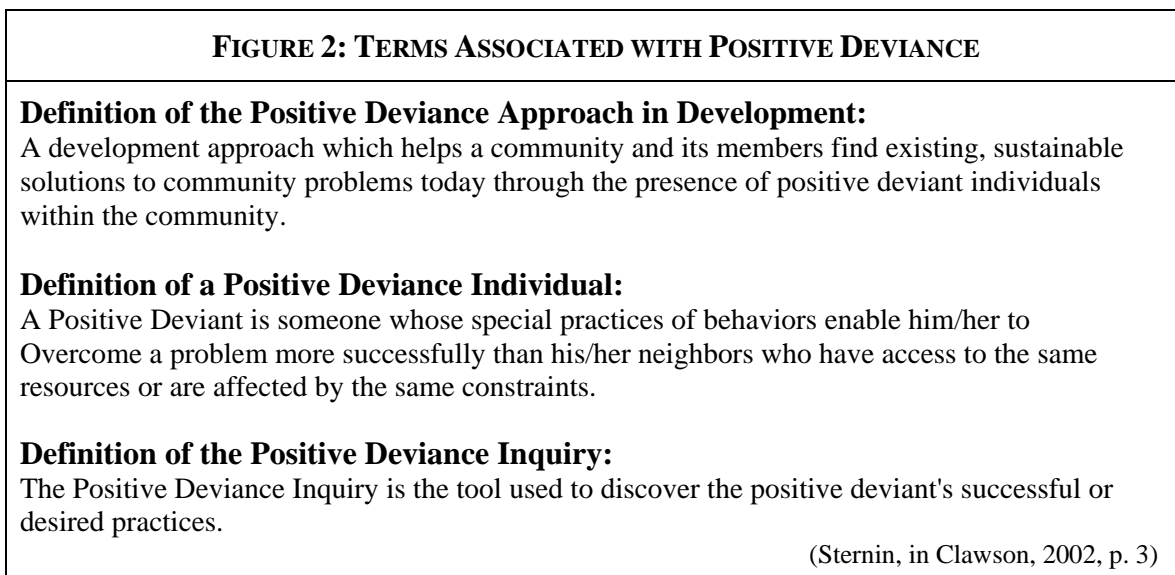 FIGURE 2: TERMS ASSOCIATED WITH POSITIVE DEVIANCE
Definition of the Positive Deviance Approach in Development:
A development approach which helps a community and its members find existing, sustainable
solutions to community problems today through the presence of positive deviant individuals
within the community.
Definition of a Positive Deviance Individual:
A Positive Deviant is someone whose special practices of behaviors enable him/her to
Overcome a problem more successfully than his/her neighbors who have access to the same
resources or are affected by the same constraints.
Definition of the Positive Deviance Inquiry:
The Positive Deviance Inquiry is the tool used to discover the positive deviant's successful or
desired practices.
(Sternin, in Clawson, 2002, p. 3)